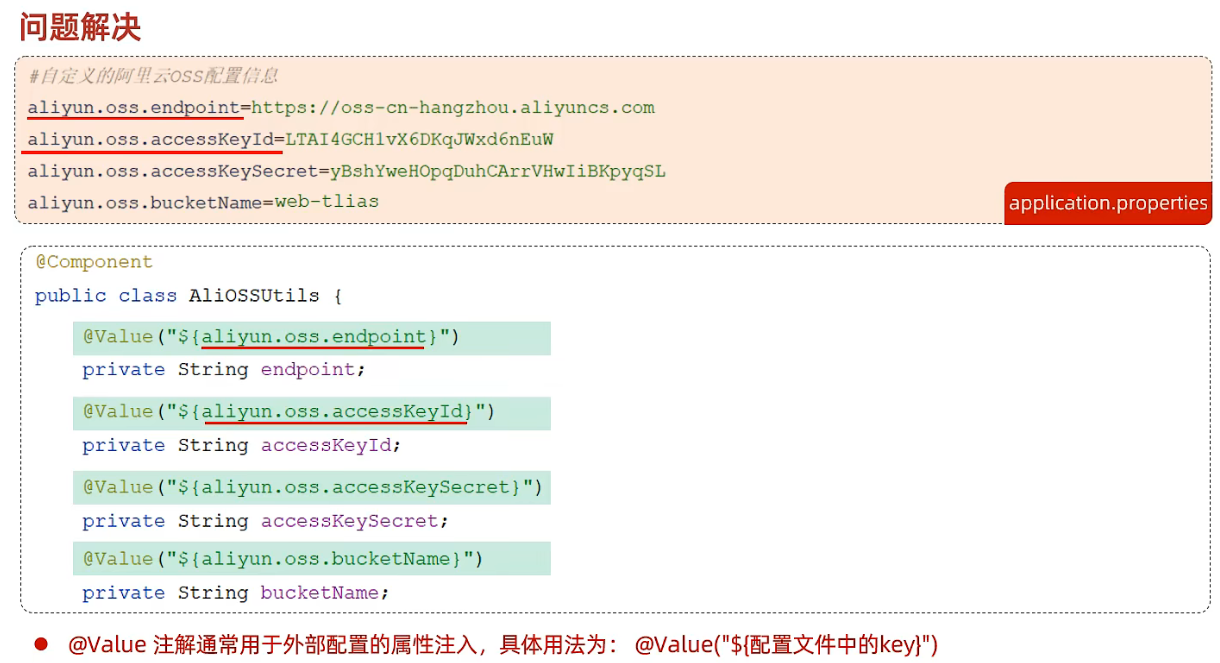 问题解决
#自定义的阿里云OSS配置信息
aliyun.oss.endpoint=https://oss-cn-hangzhou.aliyuncs.com
aliyun.oss.accessKeyId=LTAI4GCH1vX6DKqJWxd6nEuW
aliyun.oss.accessKeySecret=yBshYweHOpqDuhCArrVHwIiBKpyqSL
aliyun.oss.bucketName=web-tlias
application.properties
@Component
public class AliOSSUtils {
@Value("${aliyun.oss.endpoint}")
private String endpoint;
@Value("${aliyun.oss.accessKeyId}")
private String accessKeyId;
@Value("${aliyun.oss.accessKeySecret}")
private String accessKeySecret;
@Value("${aliyun.oss.bucketName}")
private String bucketName;
● @Value 注解通常用于外部配置的属性注入，具体用法为： @Value("${配置文件中的key}")